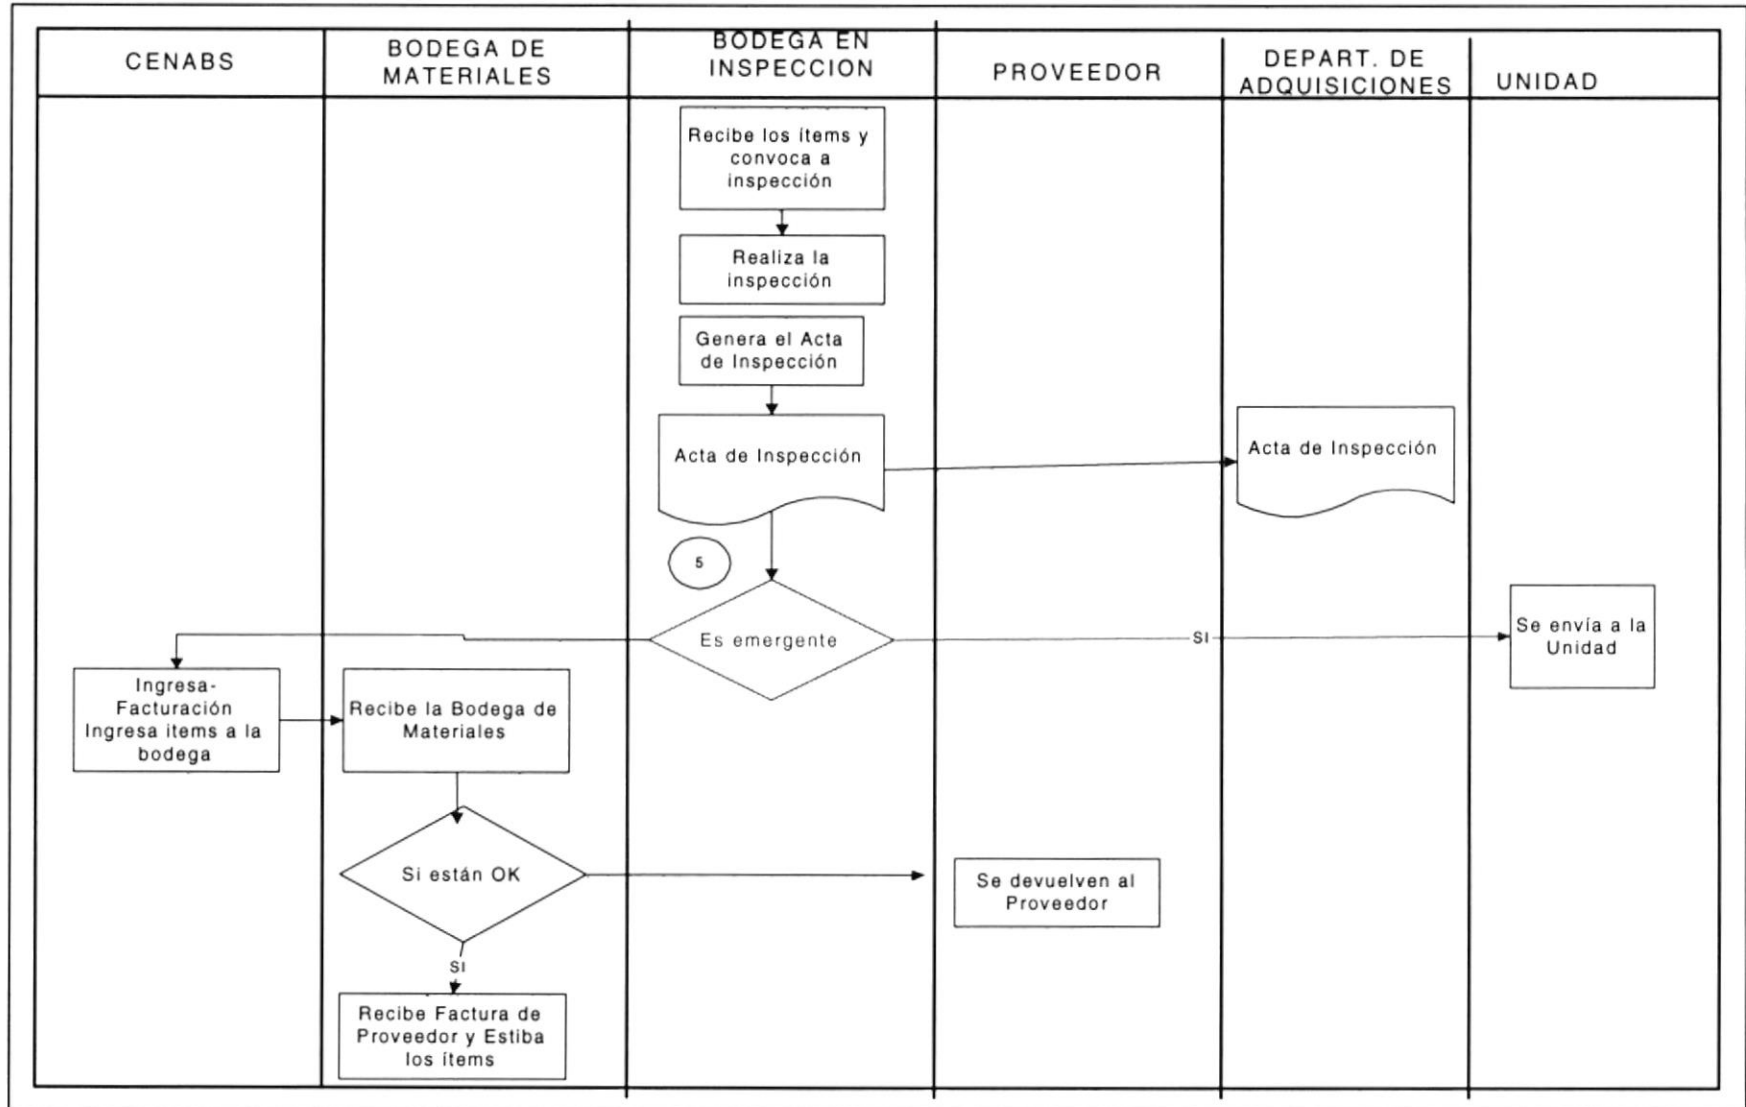 CENABS
BODEGA DE
MATERIALES
BODEGA EN
INSPECCION
PROVEEDOR
DEPART. DE
ADQUISICIONES
UNIDAD
Recibe los ítems y
convoca a
inspección
Realiza la
inspección
Genera el Acta
de Inspección
Acta de Inspección
Acta de Inspección
5
Es emergente
SI
Se envía a la
Unidad
Ingresa-
Facturación
Ingresa items a la
bodega
Recibe la Bodega de
Materiales
Si están OK
Se devuelven al
Proveedor
SI
Recibe Factura de
Proveedor y Estiba
los ítems